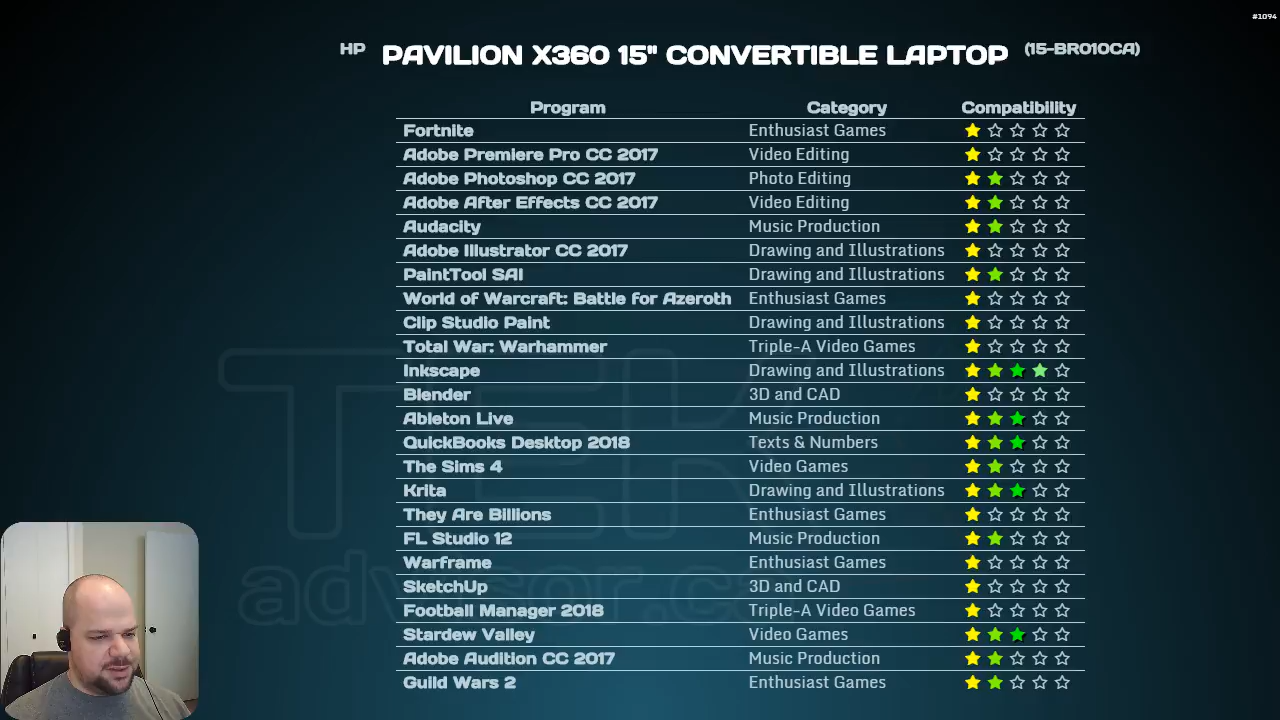 #1094
HP PAVILION X360 15" CONVERTIBLE LAPTOP (15-BR010CA)
Program Category Compatibility
Fortnite Enthusiast Games
Adobe Premiere Pro CC 2017 Video Editing
Adobe Photoshop CC 2017 Photo Editing
Adobe After Effects CC 2017 Video Editing
Audacity Music Production
Adobe Illustrator CC 2017 Drawing and Illustrations
PaintTool SAI Drawing and Illustrations
World of Warcraft: Battle for Azeroth Enthusiast Games
Clip Studio Paint Drawing and Illustrations
Total War: Warhammer Triple-A Video Games
Inkscape Drawing and Illustrations
Blender 3D and CAD
Ableton Live Music Production
QuickBooks Desktop 2018 Texts & Numbers
The Sims 4 Video Games
Krita Drawing and Illustrations
They Are Billions Enthusiast Games
FL Studio 12 Music Production
Warframe Enthusiast Games
SketchUp 3D and CAD
Football Manager 2018 Triple-A Video Games
Stardew Valley Video Games
Adobe Audition CC 2017 Music Production
Guild Wars 2 Enthusiast Games
TEK
advisor.ca